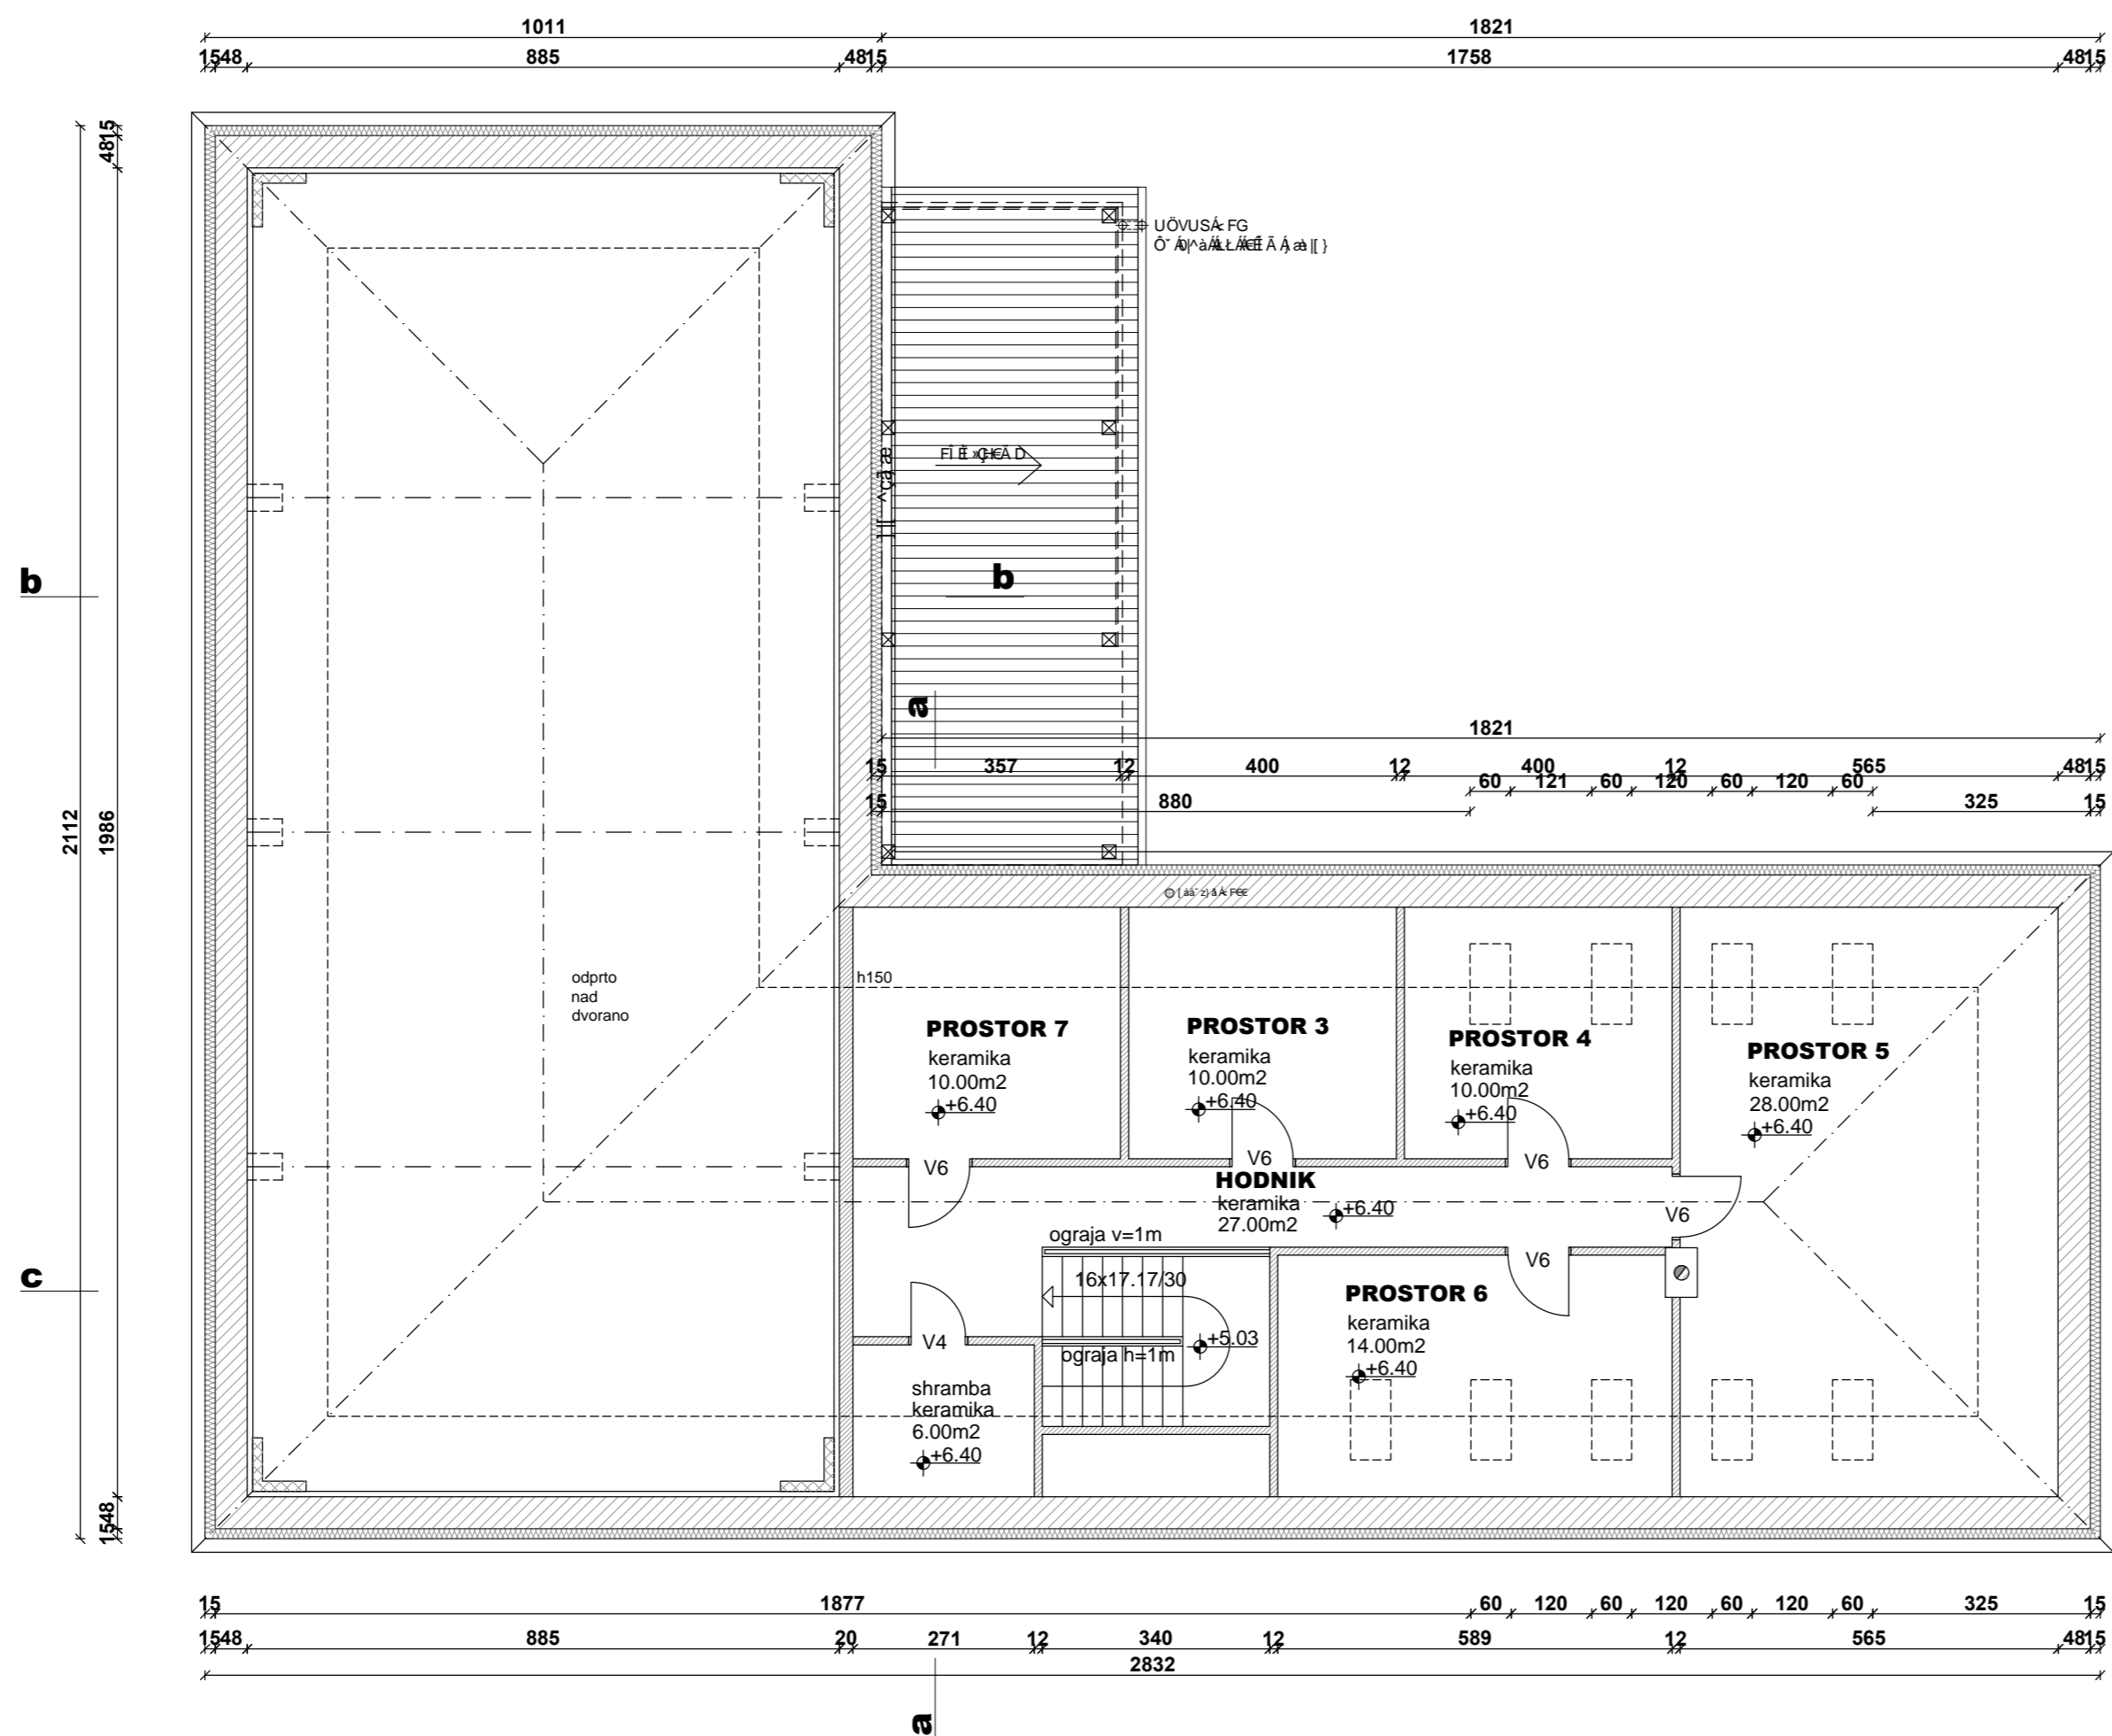 1011
1821
15 48
885
48 15
1758
48 15
48 15
b
b
a
odprto
nad
dvorano
2112
1986
1821
15
357
12
400
12
400
12
565
48 15
60
121
60
120
60
120
60
15
880
325
15
h150
PROSTOR 7
keramika
10.00m2
+6.40
PROSTOR 3
keramika
10.00m2
+6.40
PROSTOR 4
keramika
10.00m2
+6.40
PROSTOR 5
keramika
28.00m2
+6.40
V6
V6
V6
HODNIK
keramika
27.00m2
+6.40
V6
V6
ograja v=1m
16x17.17/30
+5.03
ograja h=1m
c
V4
PROSTOR 6
keramika
14.00m2
+6.40
shramba
keramika
6.00m2
+6.40
15 48
15
1877
60
120
60
120
60
120
60
325
15
15 48
885
20
271
12
340
12
589
12
565
48 15
2832
a